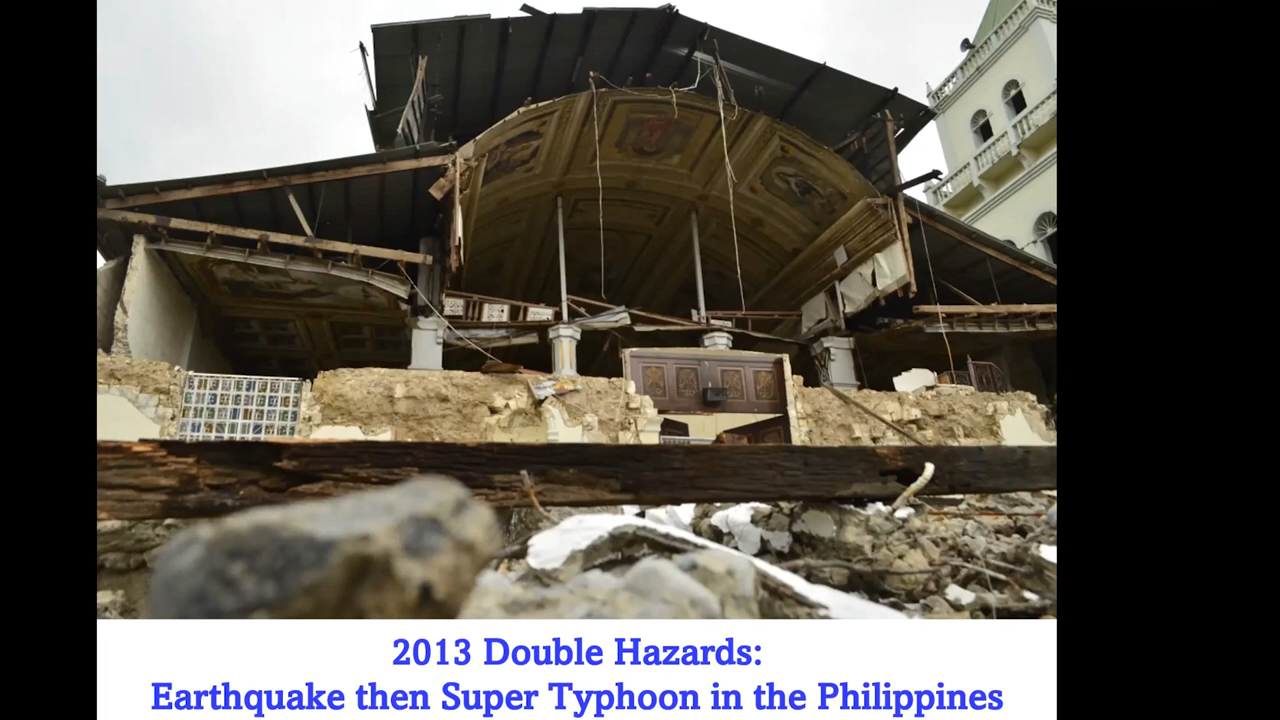 2013 Double Hazards:
Earthquake then Super Typhoon in the Philippines